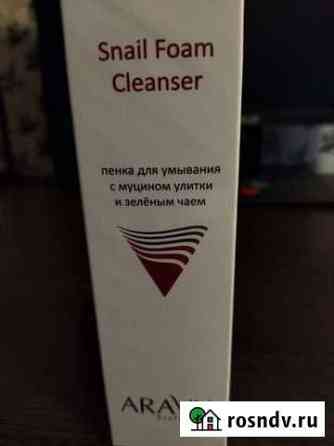 Snail Foam
Cleanser
пенка для умывания
с муцином улитки
и зелёным чаем
rosndv.ru